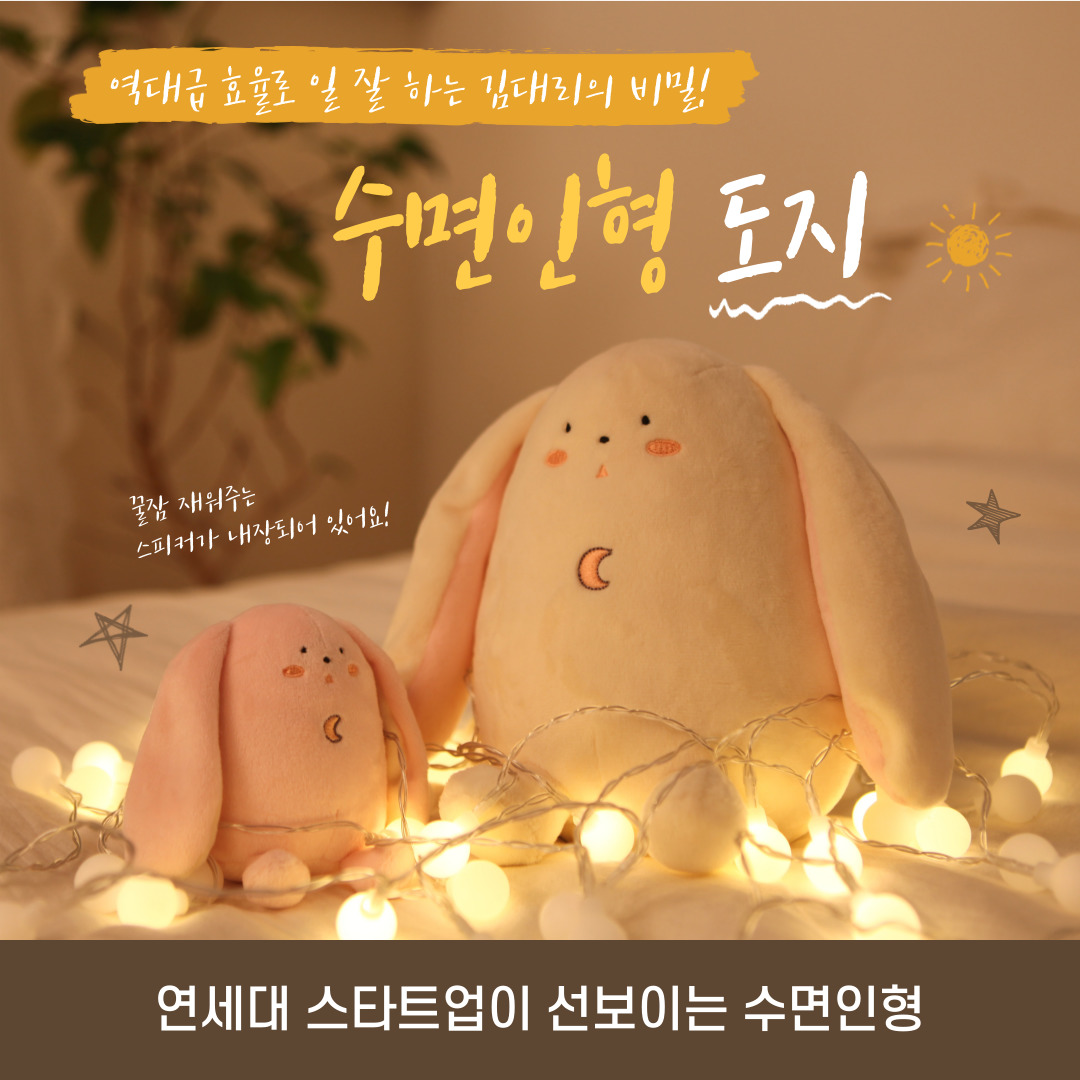 역대급 효율로 일 잘 하는 김대리의 비밀!
수면인형 도지
꿀잠 재워주는
스피커가 내장되어 있어요!
연세대 스타트업이 선보이는 수면인형